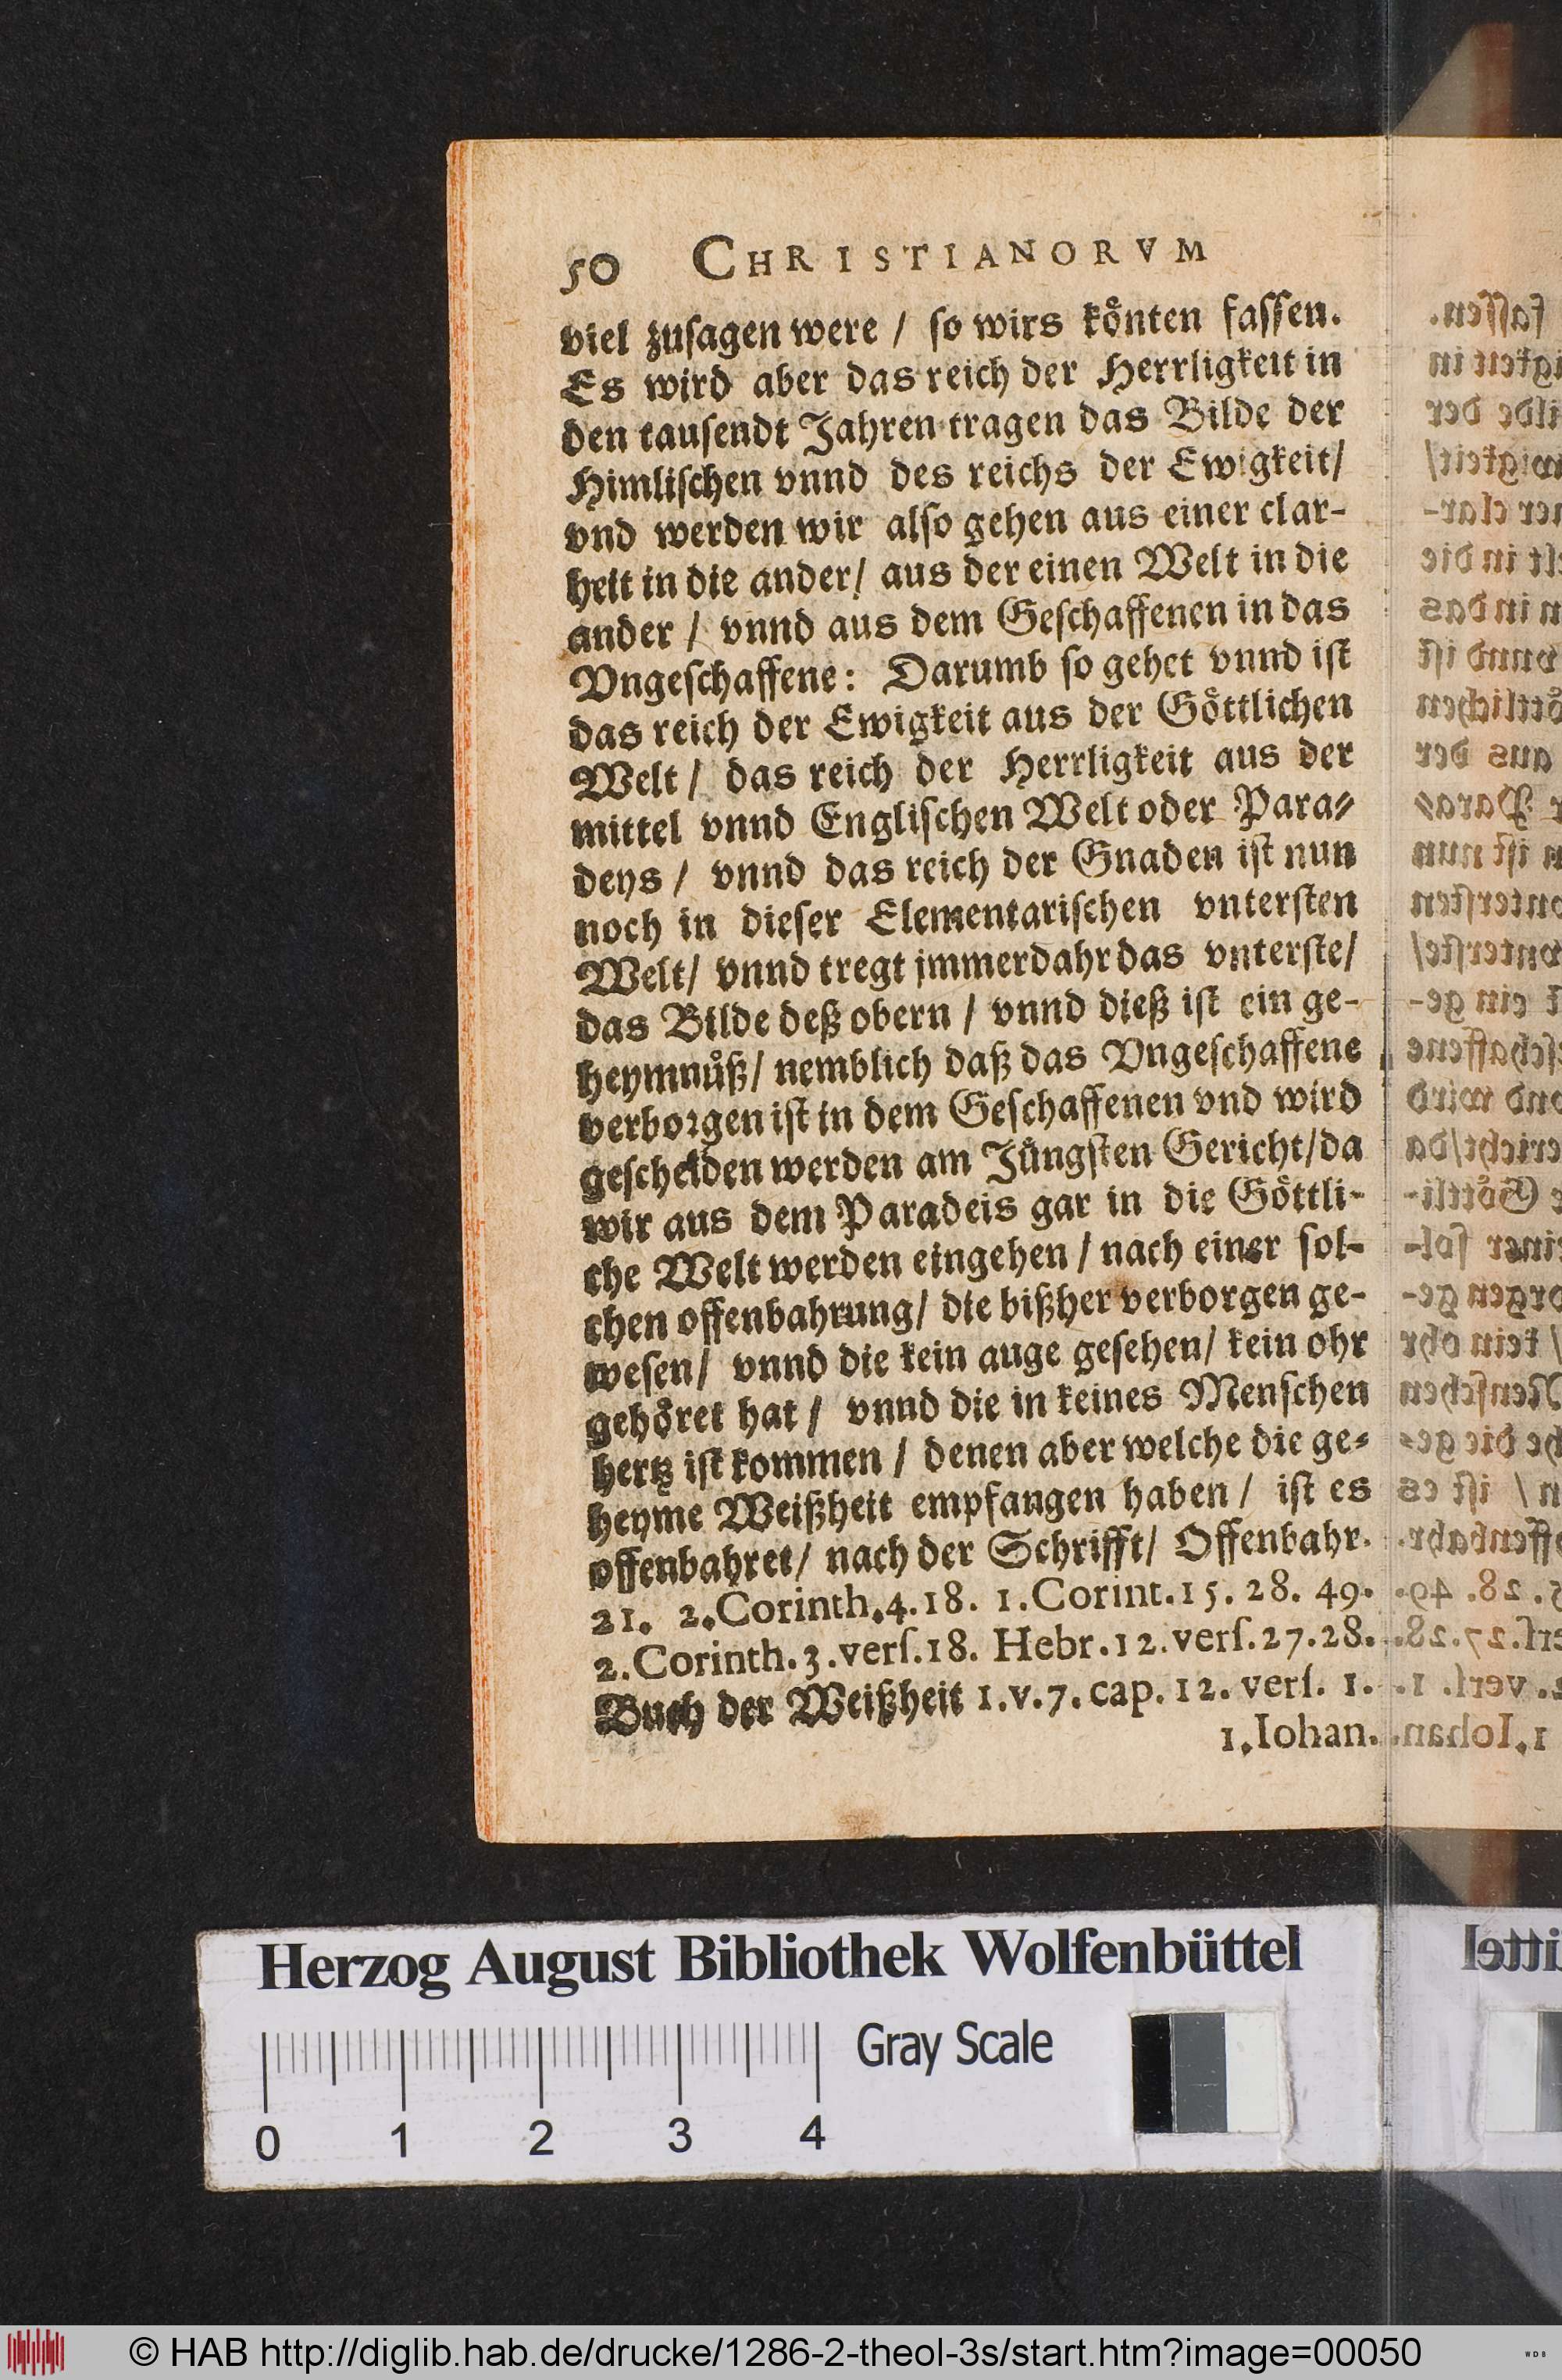 50 CHRISTIANORVM
viel zuſagen were / ſo wirs koͤnten faſſen.
Es wird aber das reich der Herrligkeit in
den tauſendt Jahren tragen das Bilde der
Himliſchen vnnd des reichs der Ewigkeit/
vnd werden wir alſo gehen aus einer clar-
heit in die ander/ aus der einen Welt in die
ander / vnnd aus dem Geſchaffenen in das
Vngeſchaffene: Darumb ſo gehet vnnd iſt
das reich der Ewigkeit aus der Goͤttlichen
Welt / das reich der Herrligkeit aus der
mittel vnnd Engliſchen Welt oder Para⸗
deys / vnnd das reich der Gnaden iſt nun
noch in dieſer Elementariſchen vnterſten
Welt/ vnnd tregt jmmerdahr das vnterſte/
das Bilde deß obern / vnnd dieß iſt ein ge-
heymnuͤß/ nemblich daß das Vngeſchaffene
verborgen iſt in dem Geſchaffenen vnd wird
geſcheiden werden am Juͤngſten Gericht/da
wir aus dem Paradeis gar in die Goͤttli-
che Welt werden eingehen / nach einer ſol-
chen offenbahrung/ die bißher verborgen ge-
weſen/ vnnd die kein auge geſehen/ kein ohr
gehoͤret hat / vnnd die in keines Menſchen
hertz iſt kommen / denen aber welche die ge⸗
heyme Weißheit empfangen haben / iſt es
offenbahret/ nach der Schrifft/ Offenbahr.
21. 2.Corinth.4.18. 1.Corint.15.28.49.
2.Corinth.3.verſ.18. Hebr.12.verſ.27.28.
Buch der Weißheit 1.v.7.cap.12.verſ.1.
1.Iohan.
Herzog August Bibliothek Wolfenbüttel
Gray Scale
0 1 2 3 4
© HAB http://diglib.hab.de/drucke/1286-2-theol-3s/start.htm?image=00050